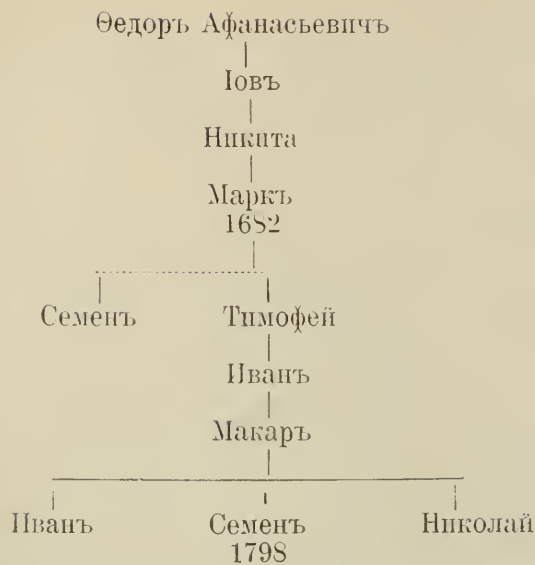 Ѳедоръ Афанасьевичъ
Іовъ
Никита
Маркъ
1682
Семенъ Тимофей
Иванъ
Макаръ
Иванъ Семенъ Николай
1798